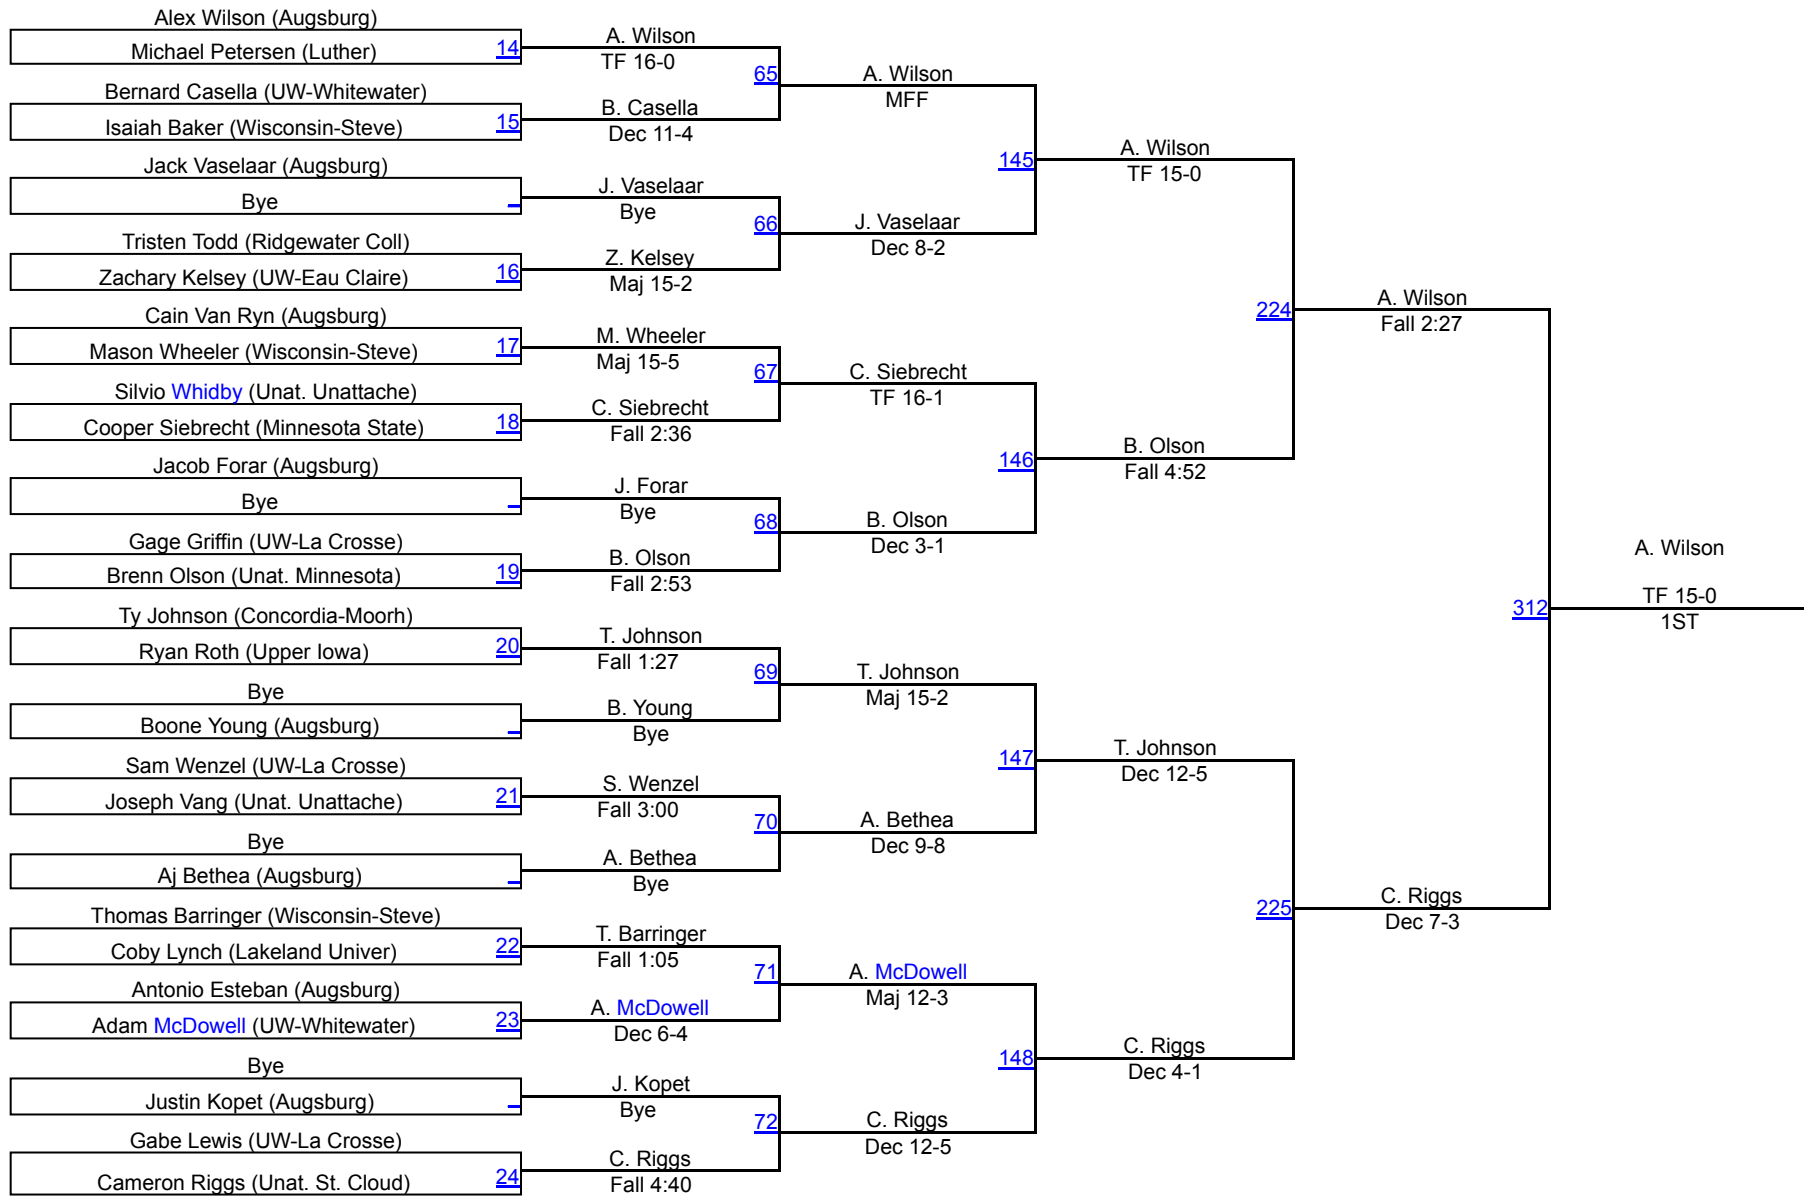 Alex Wilson (Augsburg)
Michael Petersen (Luther) 14
Bernard Casella (UW-Whitewater)
Isaiah Baker (Wisconsin-Steve) 15
Jack Vaselaar (Augsburg)
Bye
Tristen Todd (Ridgewater Coll)
Zachary Kelsey (UW-Eau Claire) 16
Cain Van Ryn (Augsburg)
Mason Wheeler (Wisconsin-Steve) 17
Silvio Whidby (Unat. Unattache)
Cooper Siebrecht (Minnesota State) 18
Jacob Forar (Augsburg)
Bye
Gage Griffin (UW-La Crosse)
Brenn Olson (Unat. Minnesota) 19
Ty Johnson (Concordia-Moorh)
Ryan Roth (Upper Iowa) 20
Bye
Boone Young (Augsburg)
Sam Wenzel (UW-La Crosse)
Joseph Vang (Unat. Unattache) 21
Bye
Aj Bethea (Augsburg)
Thomas Barringer (Wisconsin-Steve)
Coby Lynch (Lakeland Univer) 22
Antonio Esteban (Augsburg)
Adam McDowell (UW-Whitewater) 23
Bye
Justin Kopet (Augsburg)
Gabe Lewis (UW-La Crosse)
Cameron Riggs (Unat. St. Cloud) 24
A. Wilson
TF 16-0
65
B. Casella
Dec 11-4
J. Vaselaar
Bye
66
Z. Kelsey
Maj 15-2
M. Wheeler
Maj 15-5
67
C. Siebrecht
Fall 2:36
J. Forar
Bye
68
B. Olson
Fall 2:53
T. Johnson
Fall 1:27
69
B. Young
Bye
S. Wenzel
Fall 3:00
70
A. Bethea
Bye
T. Barringer
Fall 1:05
71
A. McDowell
Dec 6-4
J. Kopet
Bye
72
C. Riggs
Fall 4:40
A. Wilson
MFF
145
J. Vaselaar
Dec 8-2
C. Siebrecht
TF 16-1
146
B. Olson
Dec 3-1
T. Johnson
Maj 15-2
147
A. Bethea
Dec 9-8
A. McDowell
Maj 12-3
148
C. Riggs
Dec 12-5
A. Wilson
TF 15-0
224
B. Olson
Fall 4:52
T. Johnson
Dec 12-5
225
C. Riggs
Dec 4-1
A. Wilson
Fall 2:27
312
C. Riggs
Dec 7-3
A. Wilson
TF 15-0
1ST